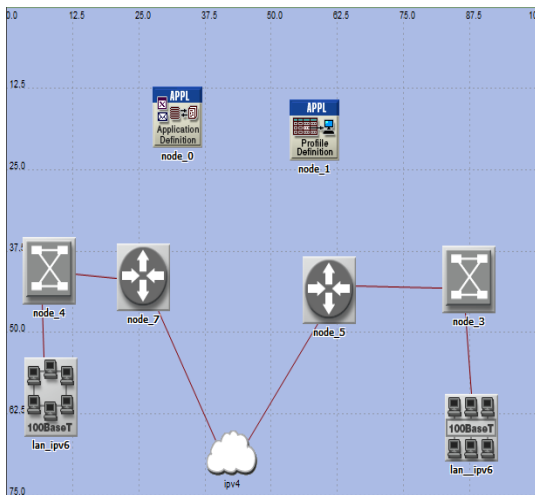 0.0 12.5 25.0 37.5 50.0 62.5 75.0 87.5 10
12.5
APPL
Application
Definition
node_0
APPL
Profile
Definition
node_1
25.0
37.5
node_4
node_7
node_5
node_3
50.0
100BaseT
lan_ipv6
62.5
100BaseT
lan__ipv6
ipv4
75.0